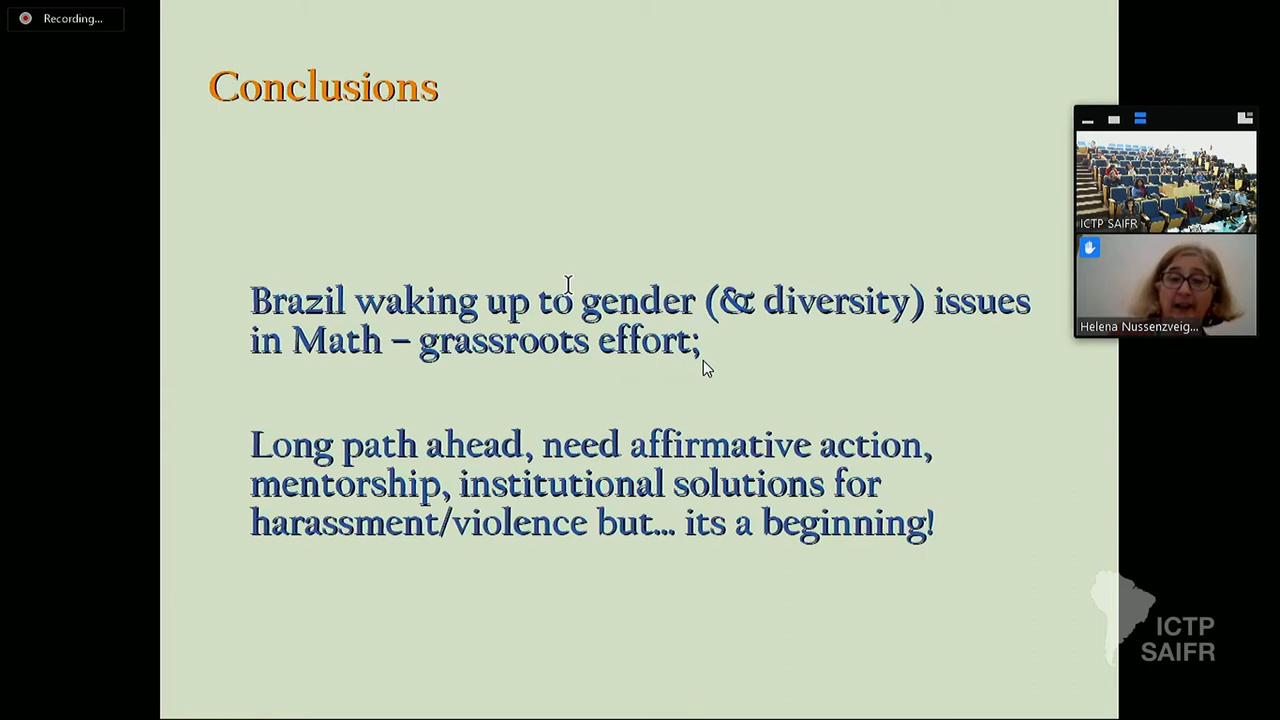 Recording...
Conclusions
Brazil waking up to gender (& diversity) issues
in Math – grassroots effort;
Long path ahead, need affirmative action,
mentorship, institutional solutions for
harassment/violence but... its a beginning!
ICTP SAIFR
Helena Nussenzveig...
ICTP
SAIFR